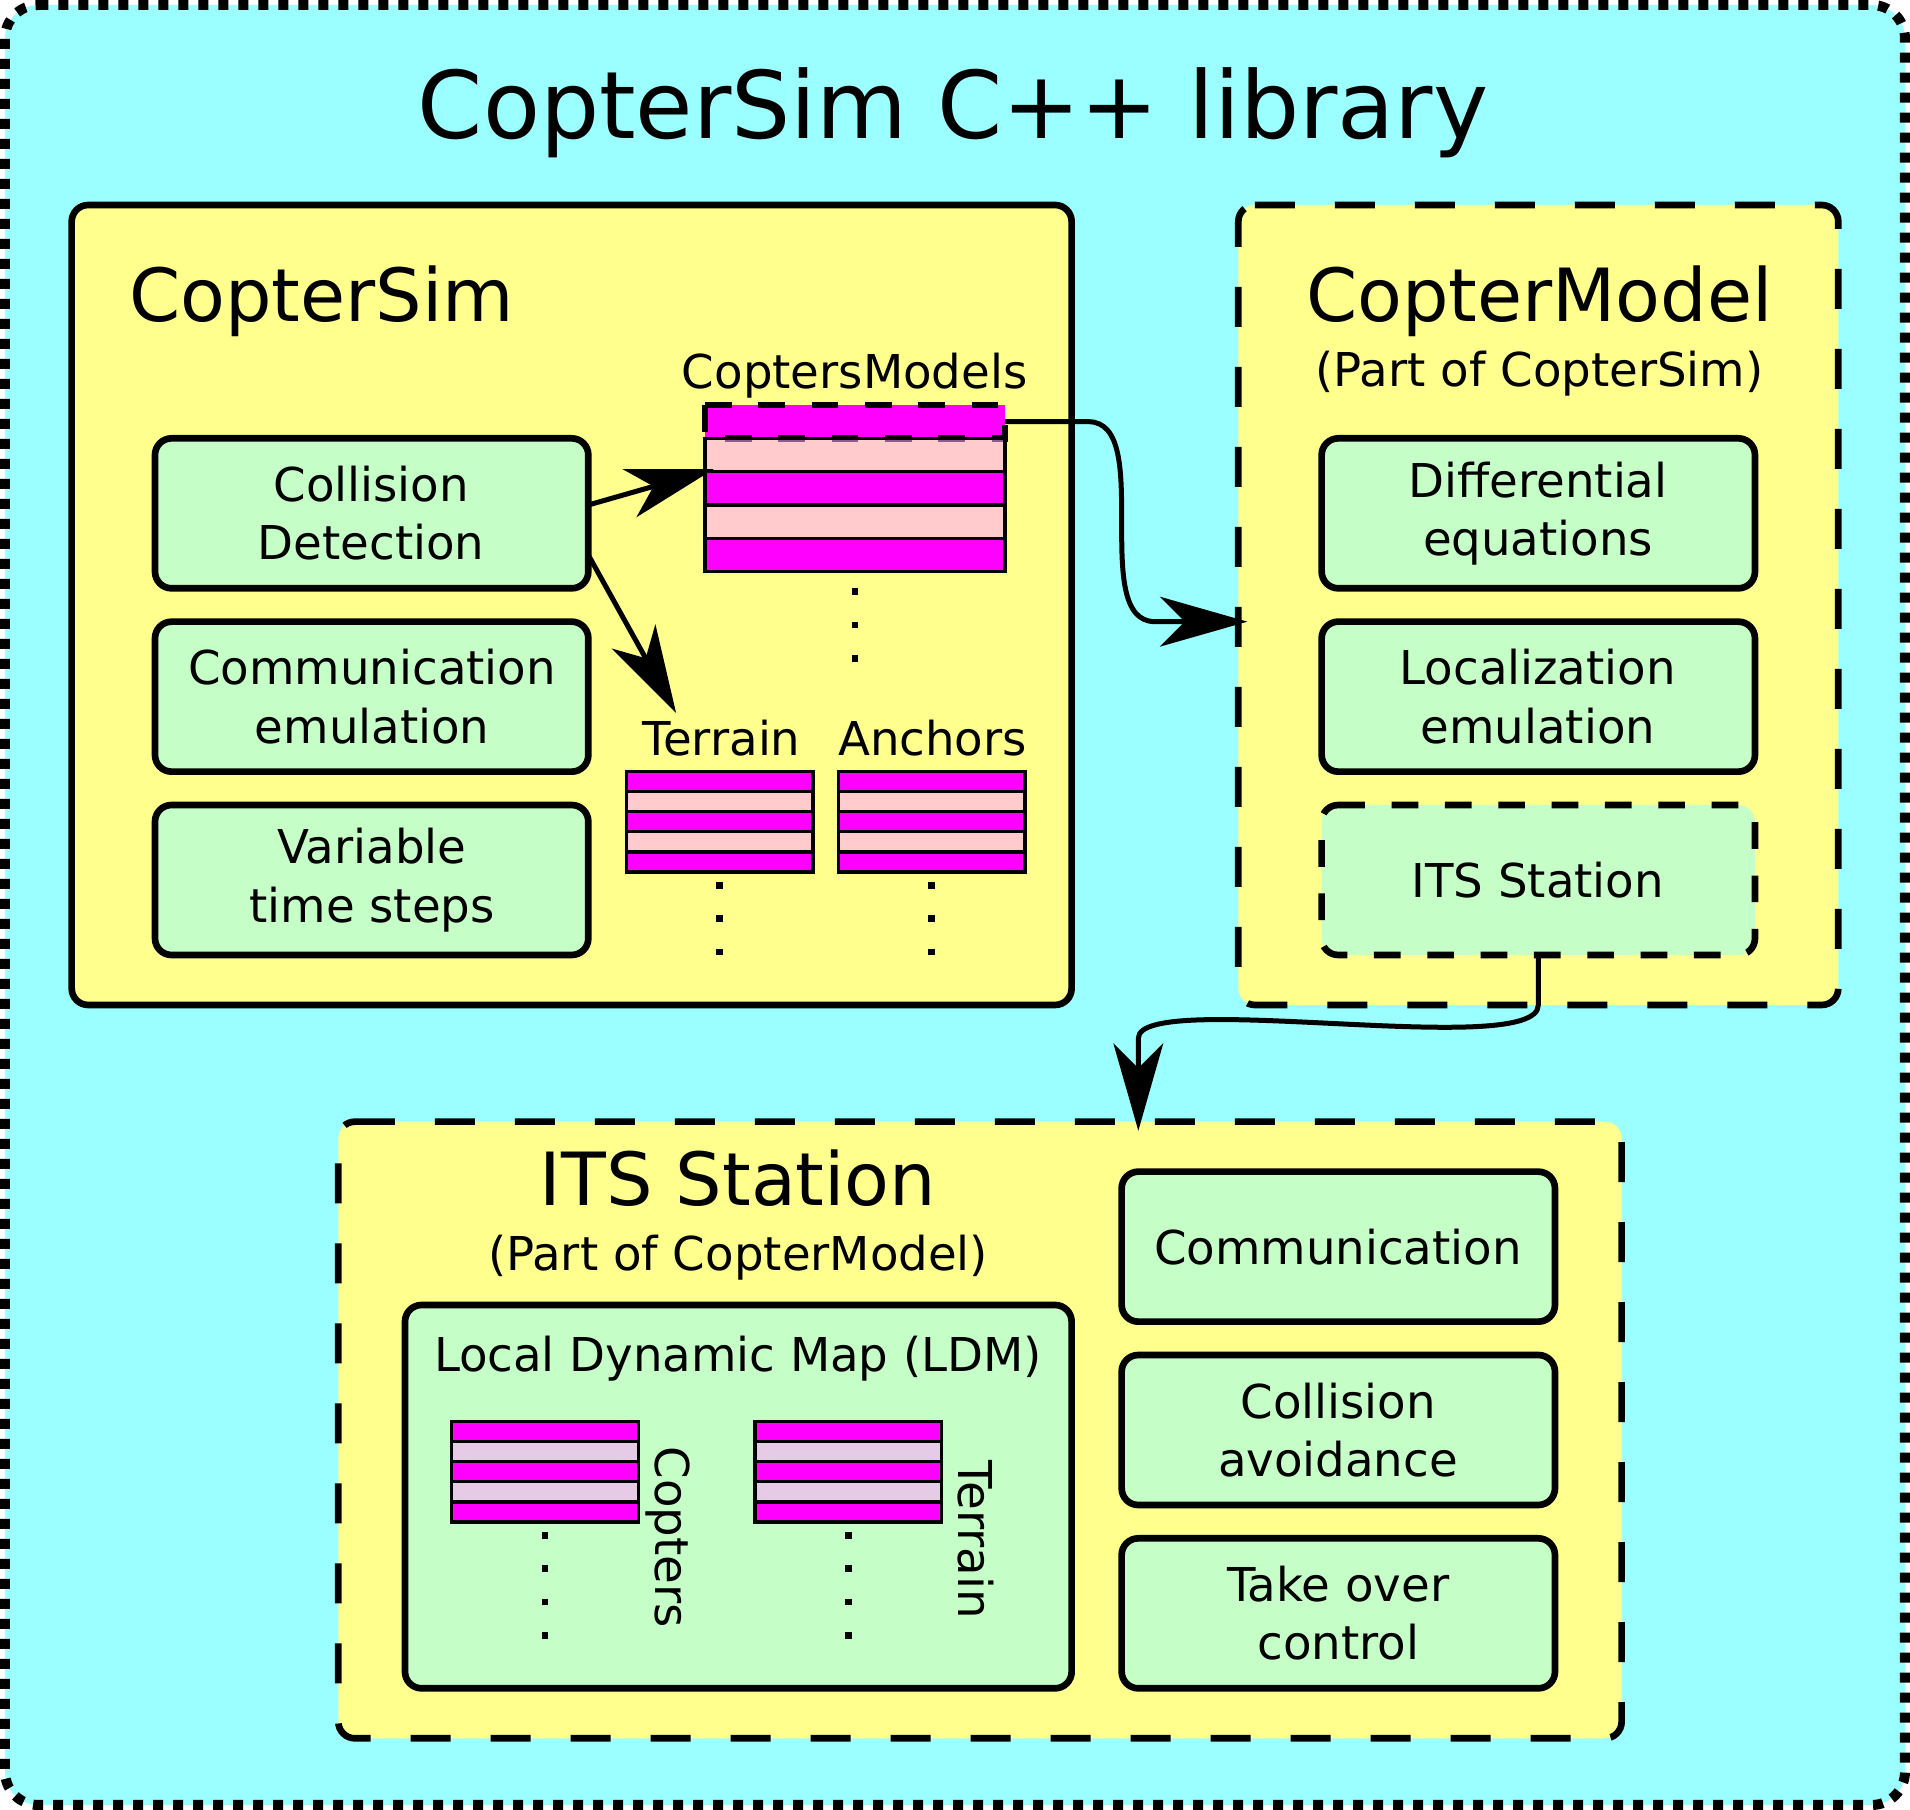 CopterSim C++ library
CopterSim
CoptersModels
Collision
Detection
Communication
emulation
Variable
time steps
Terrain
Anchors
CopterModel
(Part of CopterSim)
Differential
equations
Localization
emulation
ITS Station
ITS Station
(Part of CopterModel)
Local Dynamic Map (LDM)
Copters
Terrain
Communication
Collision
avoidance
Take over
control